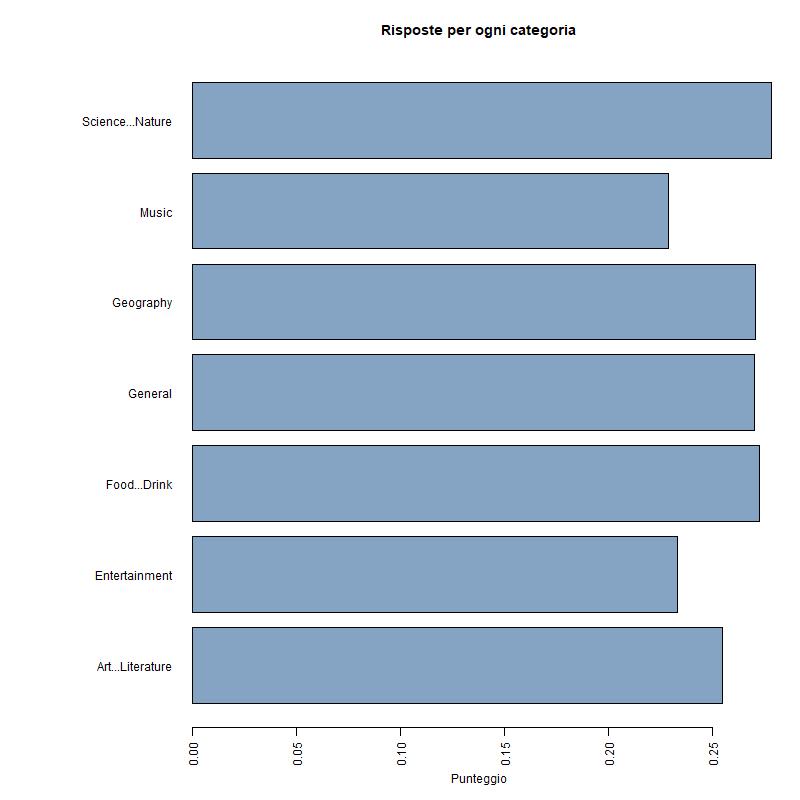 Risposte per ogni categoria
Science...Nature
Music
Geography
General
Food...Drink
Entertainment
Art...Literature
0.00 0.05 0.10 0.15 0.20 0.25
Punteggio